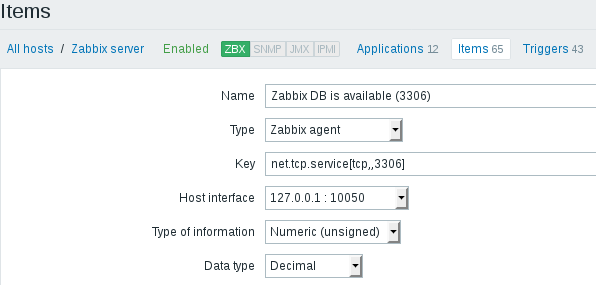 Items
All hosts / Zabbix server Enabled ZBX SNMP JMX IPMI Applications 12 Items 65 Triggers 43
Name Zabbix DB is available (3306)
Type Zabbix agent
Key net.tcp.service[tcp,,3306]
Host interface 127.0.0.1 : 10050
Type of information Numeric (unsigned)
Data type Decimal